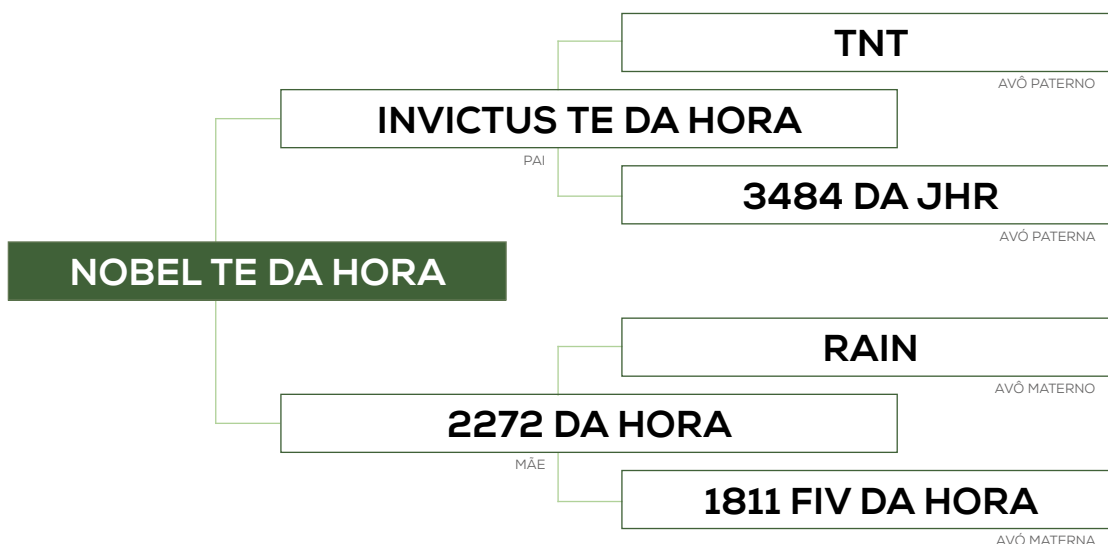 TNT
AVÔ PATERNO
INVICTUS TE DA HORA
PAI
3484 DA JHR
AVÓ PATERNA
NOBEL TE DA HORA
RAIN
AVÔ MATERNO
2272 DA HORA
MÃE
1811 FIV DA HORA
AVÓ MATERNA